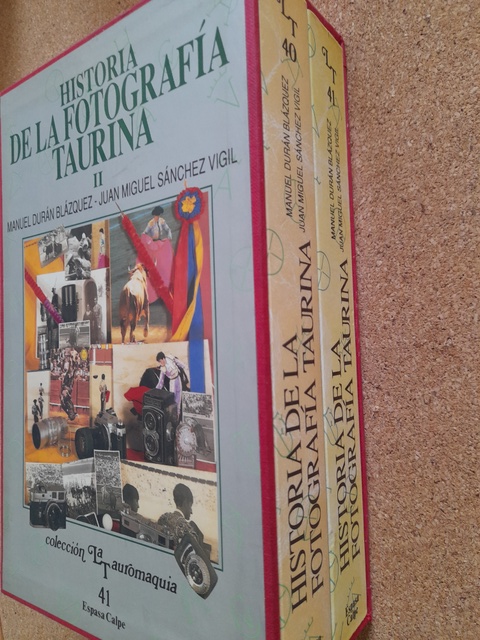 HISTORIA
DE LA FOTOGRAFÍA
TAURINA
II
MANUEL DURÁN BLÁZQUEZ - JUAN MIGUEL SÁNCHEZ VIGIL
colección La
Tauromaquia
41
Espasa Calpe
MANUEL DURÁN BLÁZQUEZ
JUAN MIGUEL SÁNCHEZ VIGIL
HISTORIA DE LA
FOTOGRAFÍA TAURINA
MANUEL DURÁN BLÁZQUEZ
JUAN MIGUEL SÁNCHEZ VIGIL
HISTORIA DE LA
FOTOGRAFÍA TAURINA
Espasa
Calpe